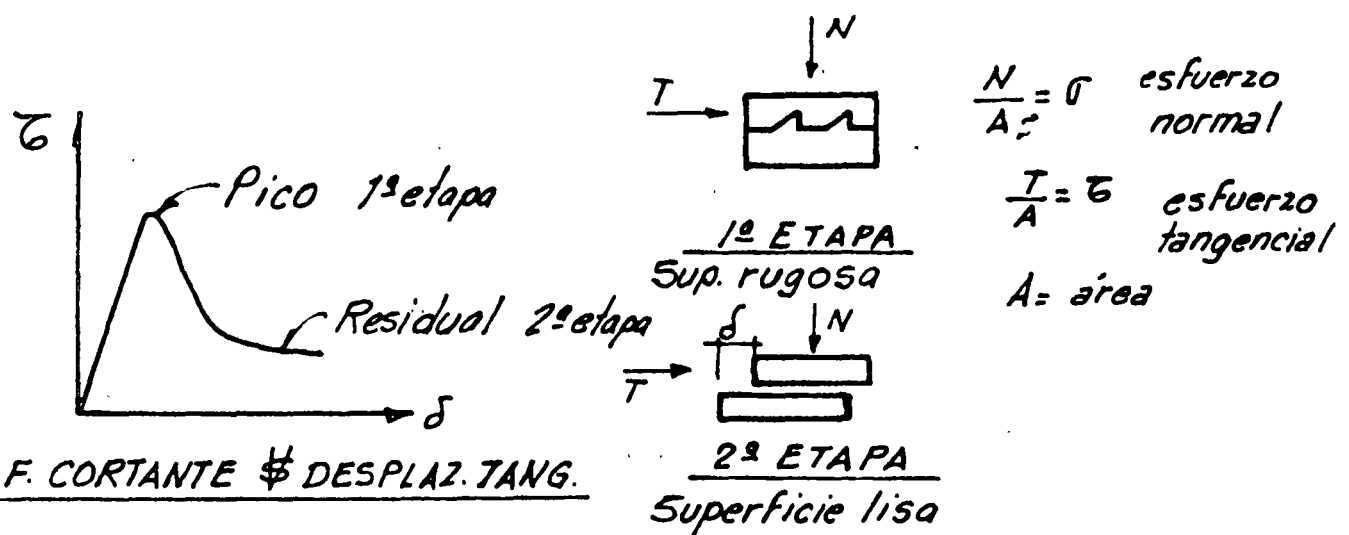 τ
Pico 1ª etapa
Residual 2ª etapa
δ
F. CORTANTE # DESPLAZ. TANG.
N
T
1ª ETAPA
Sup. rugosa
δ
N
T
2ª ETAPA
Superficie lisa
N/A = σ esfuerzo
normal
T/A = τ esfuerzo
tangencial
A = área